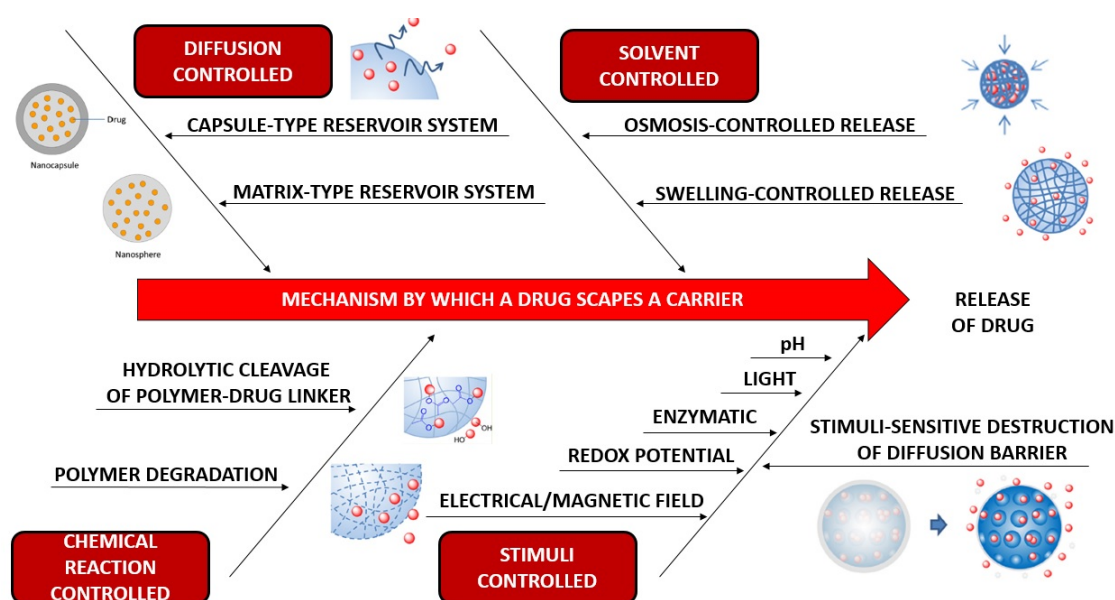 DIFFUSION
CONTROLLED
SOLVENT
CONTROLLED
Drug
Nanocapsule
CAPSULE-TYPE RESERVOIR SYSTEM
OSMOSIS-CONTROLLED RELEASE
MATRIX-TYPE RESERVOIR SYSTEM
SWELLING-CONTROLLED RELEASE
Nanosphere
MECHANISM BY WHICH A DRUG SCAPES A CARRIER
RELEASE
OF DRUG
HYDROLYTIC CLEAVAGE
OF POLYMER-DRUG LINKER
OH
HO
POLYMER DEGRADATION
CHEMICAL
REACTION
CONTROLLED
pH
LIGHT
ENZYMATIC
REDOX POTENTIAL
ELECTRICAL/MAGNETIC FIELD
STIMULI-SENSITIVE DESTRUCTION
OF DIFFUSION BARRIER
STIMULI
CONTROLLED